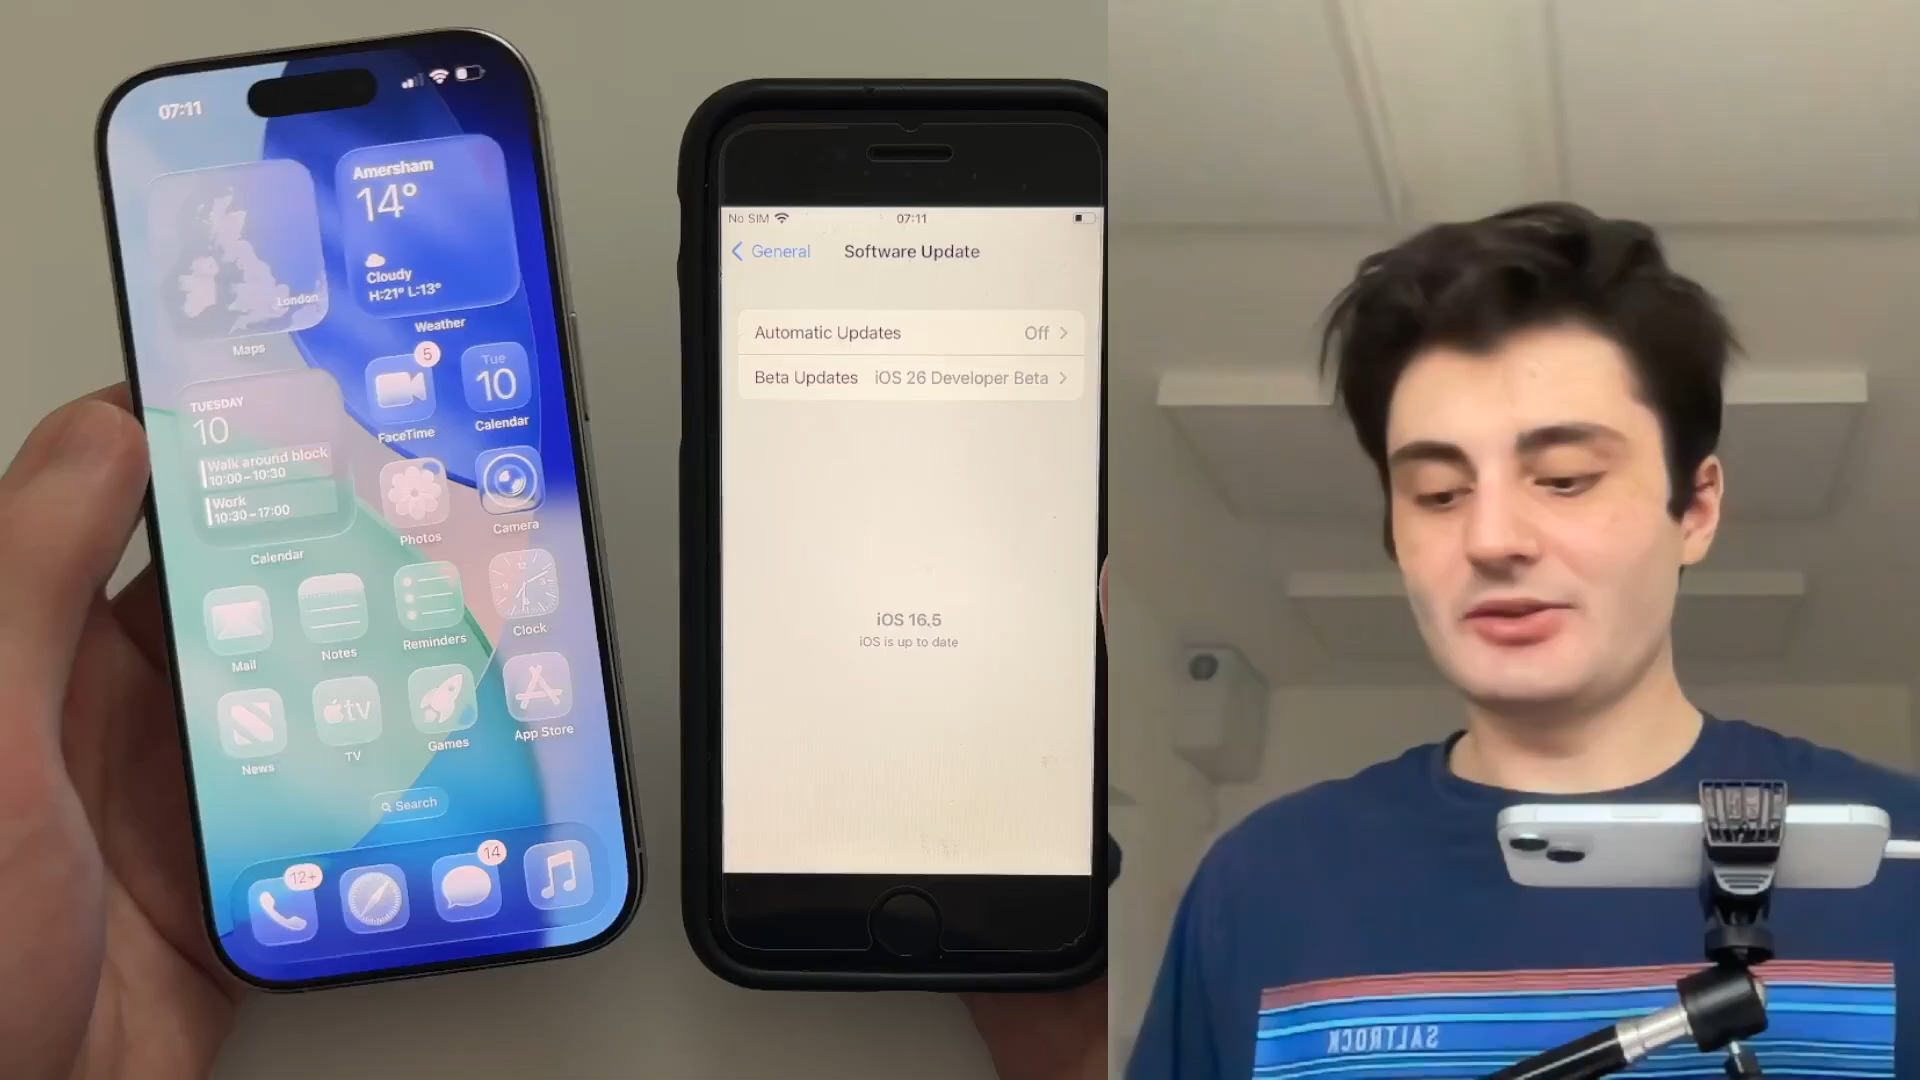 07:11
Amersham
14°
Cloudy
H:21° L:13°
London
Maps
Weather
TUESDAY
10
Walk around block
10:00–10:30
Work
10:30–17:00
Calendar
5
FaceTime
Tue
10
Calendar
Photos
Camera
Mail
Notes
Reminders
12
Clock
News
tv
TV
Games
App Store
Search
12+
14
No SIM
07:11
General
Software Update
Automatic Updates Off
Beta Updates iOS 26 Developer Beta
iOS 16.5
iOS is up to date
SALTROCK